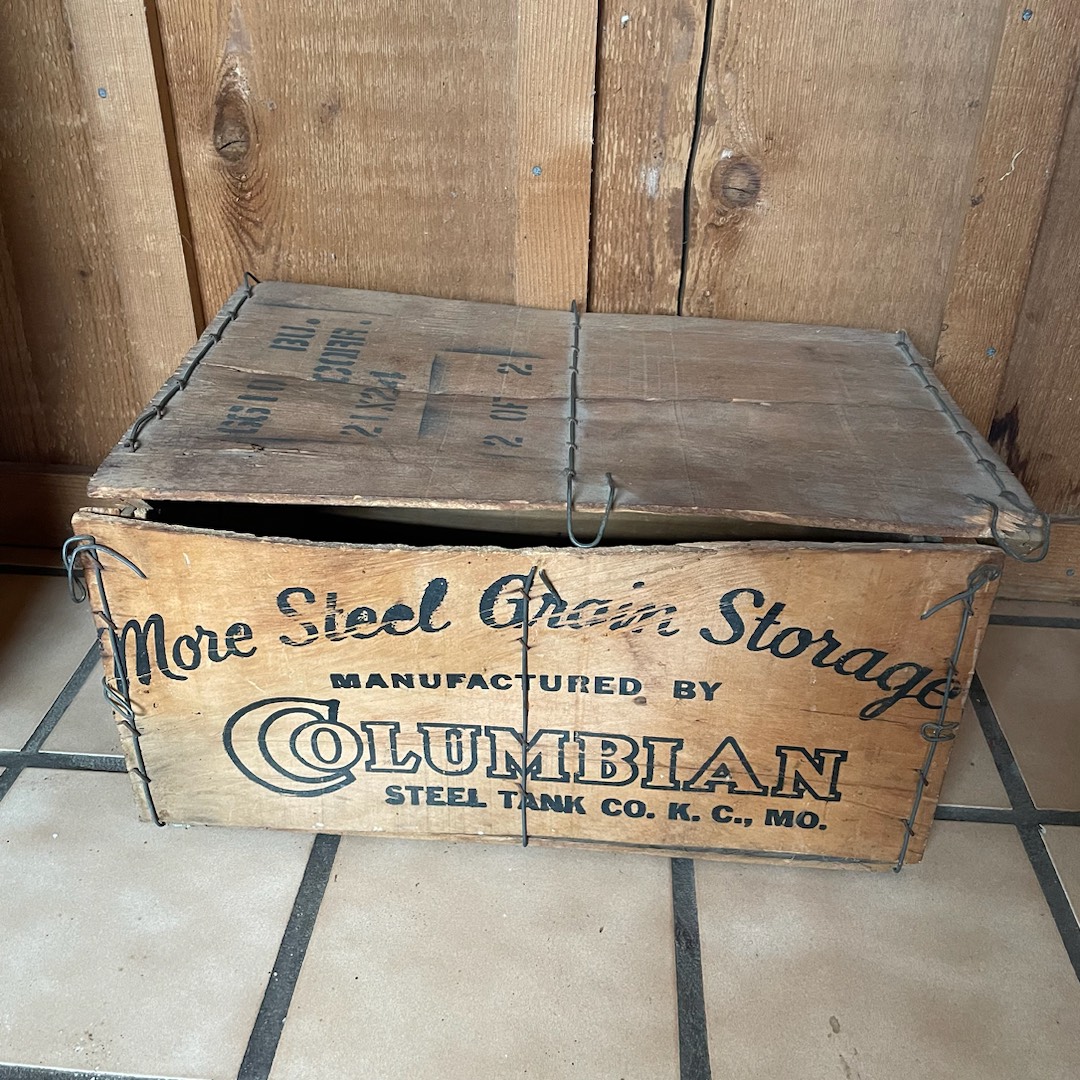 BU.
CORR.
21X24
2 OF 2
More Steel Grain Storage
MANUFACTURED BY
COLUMBIAN
STEEL TANK CO. K. C., MO.